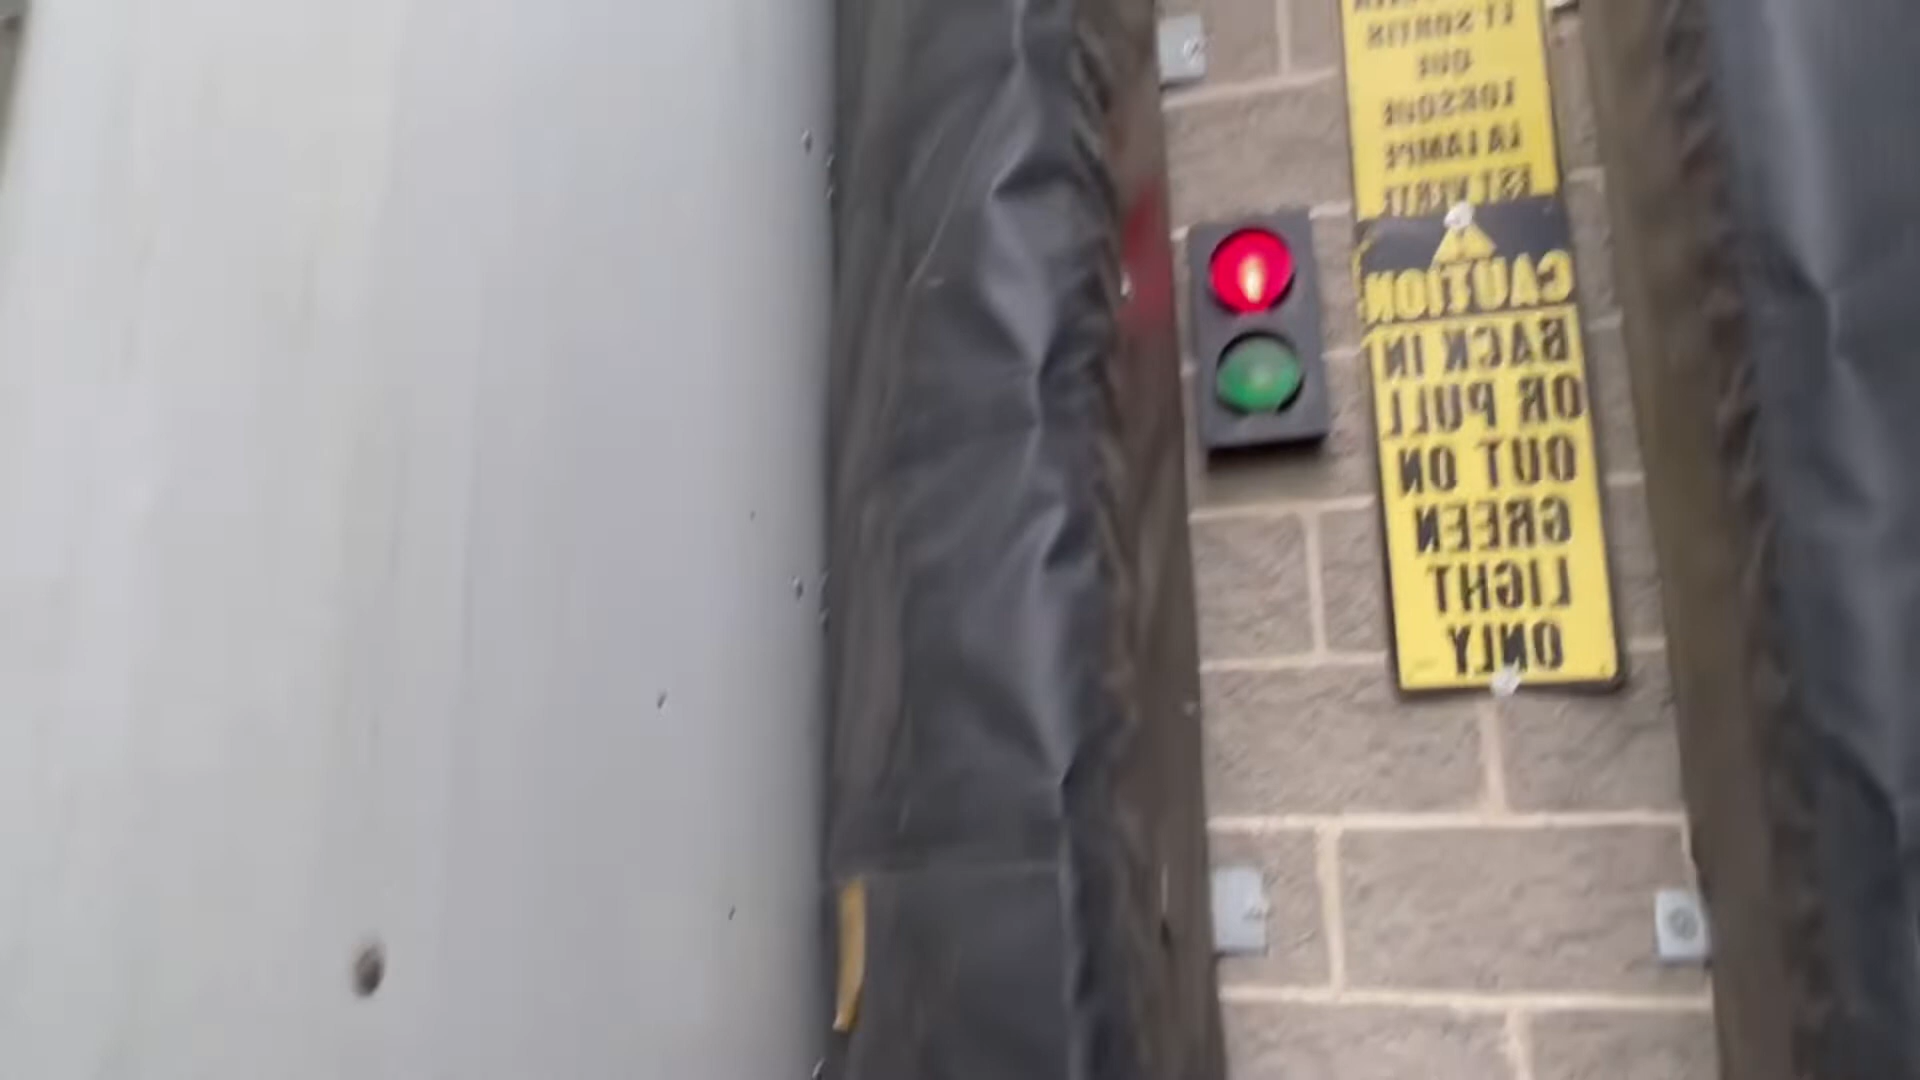 ET SORTIR
QUE
LORSQUE
LA LAMPE
EST VERTE
CAUTION
BACK IN
OR PULL
OUT ON
GREEN
LIGHT
ONLY